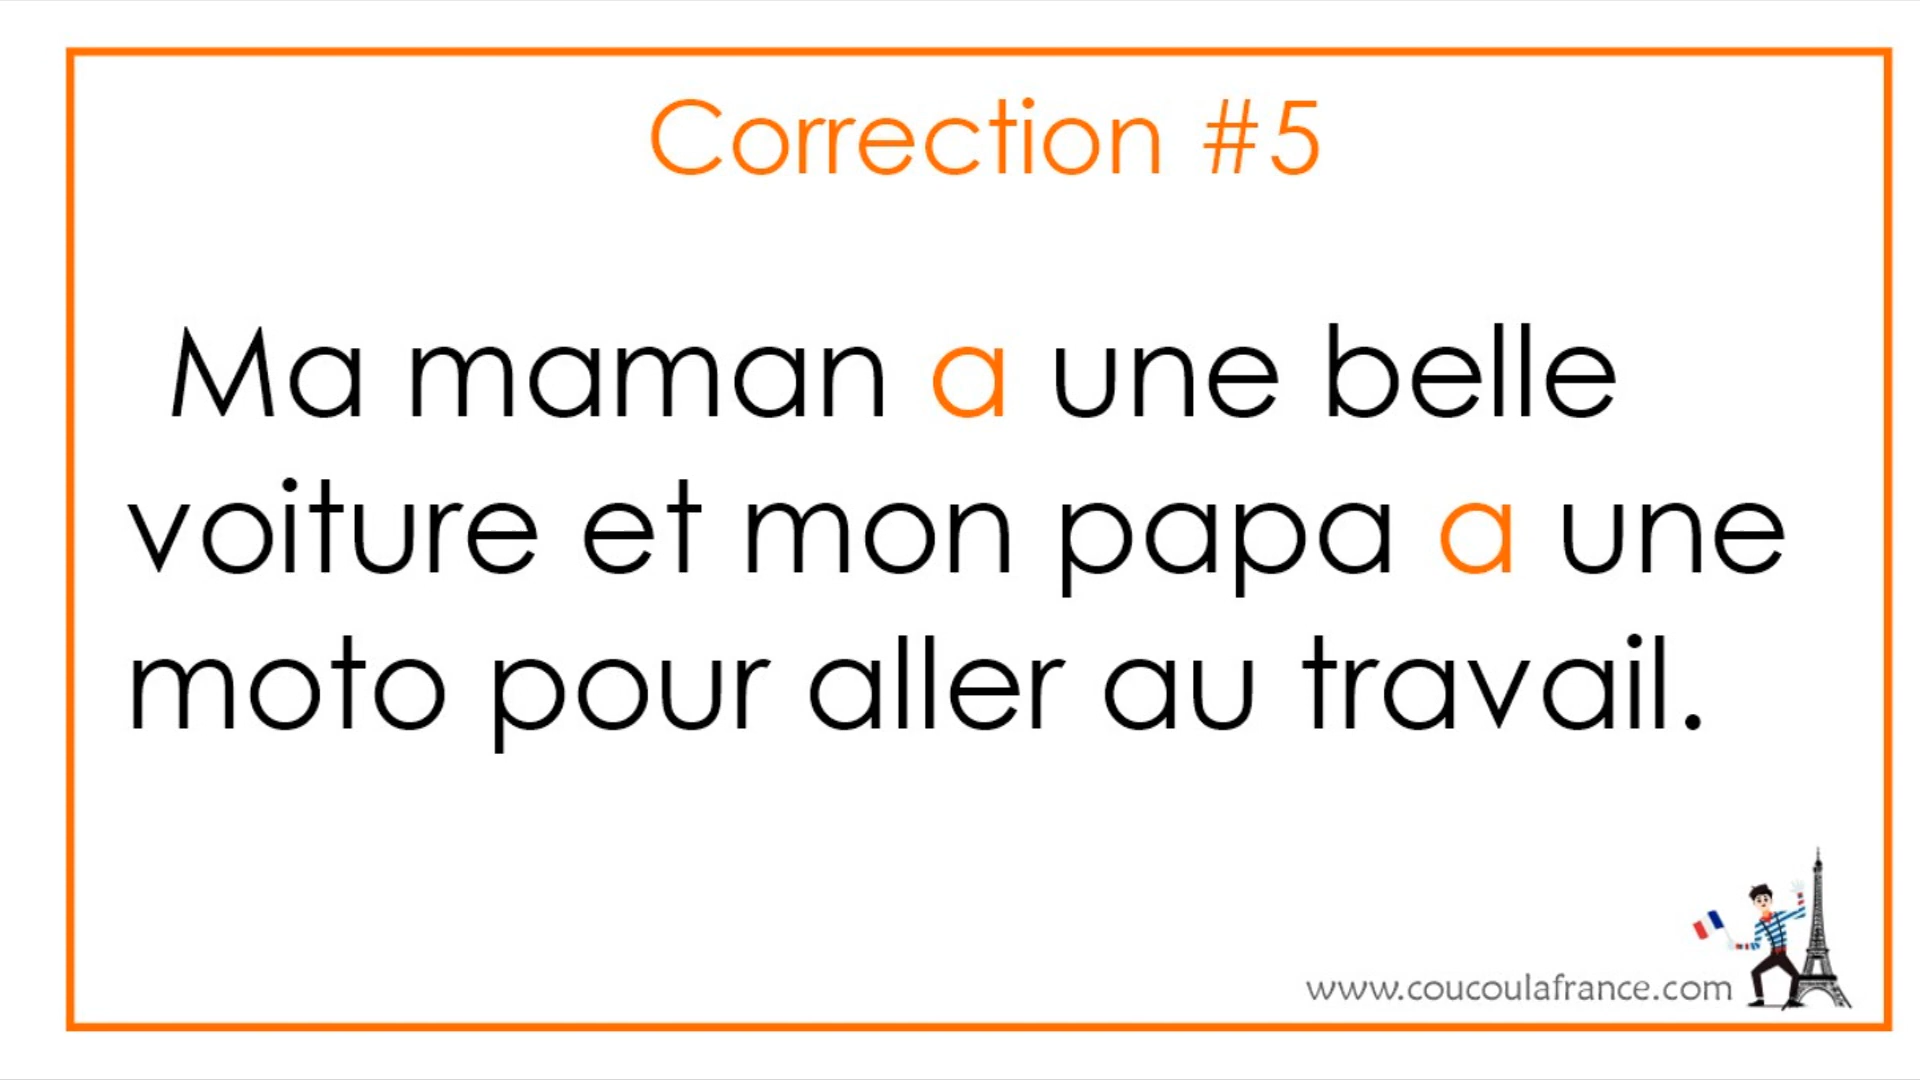 Correction #5
Ma maman a une belle
voiture et mon papa a une
moto pour aller au travail.
www.coucoulafrance.com